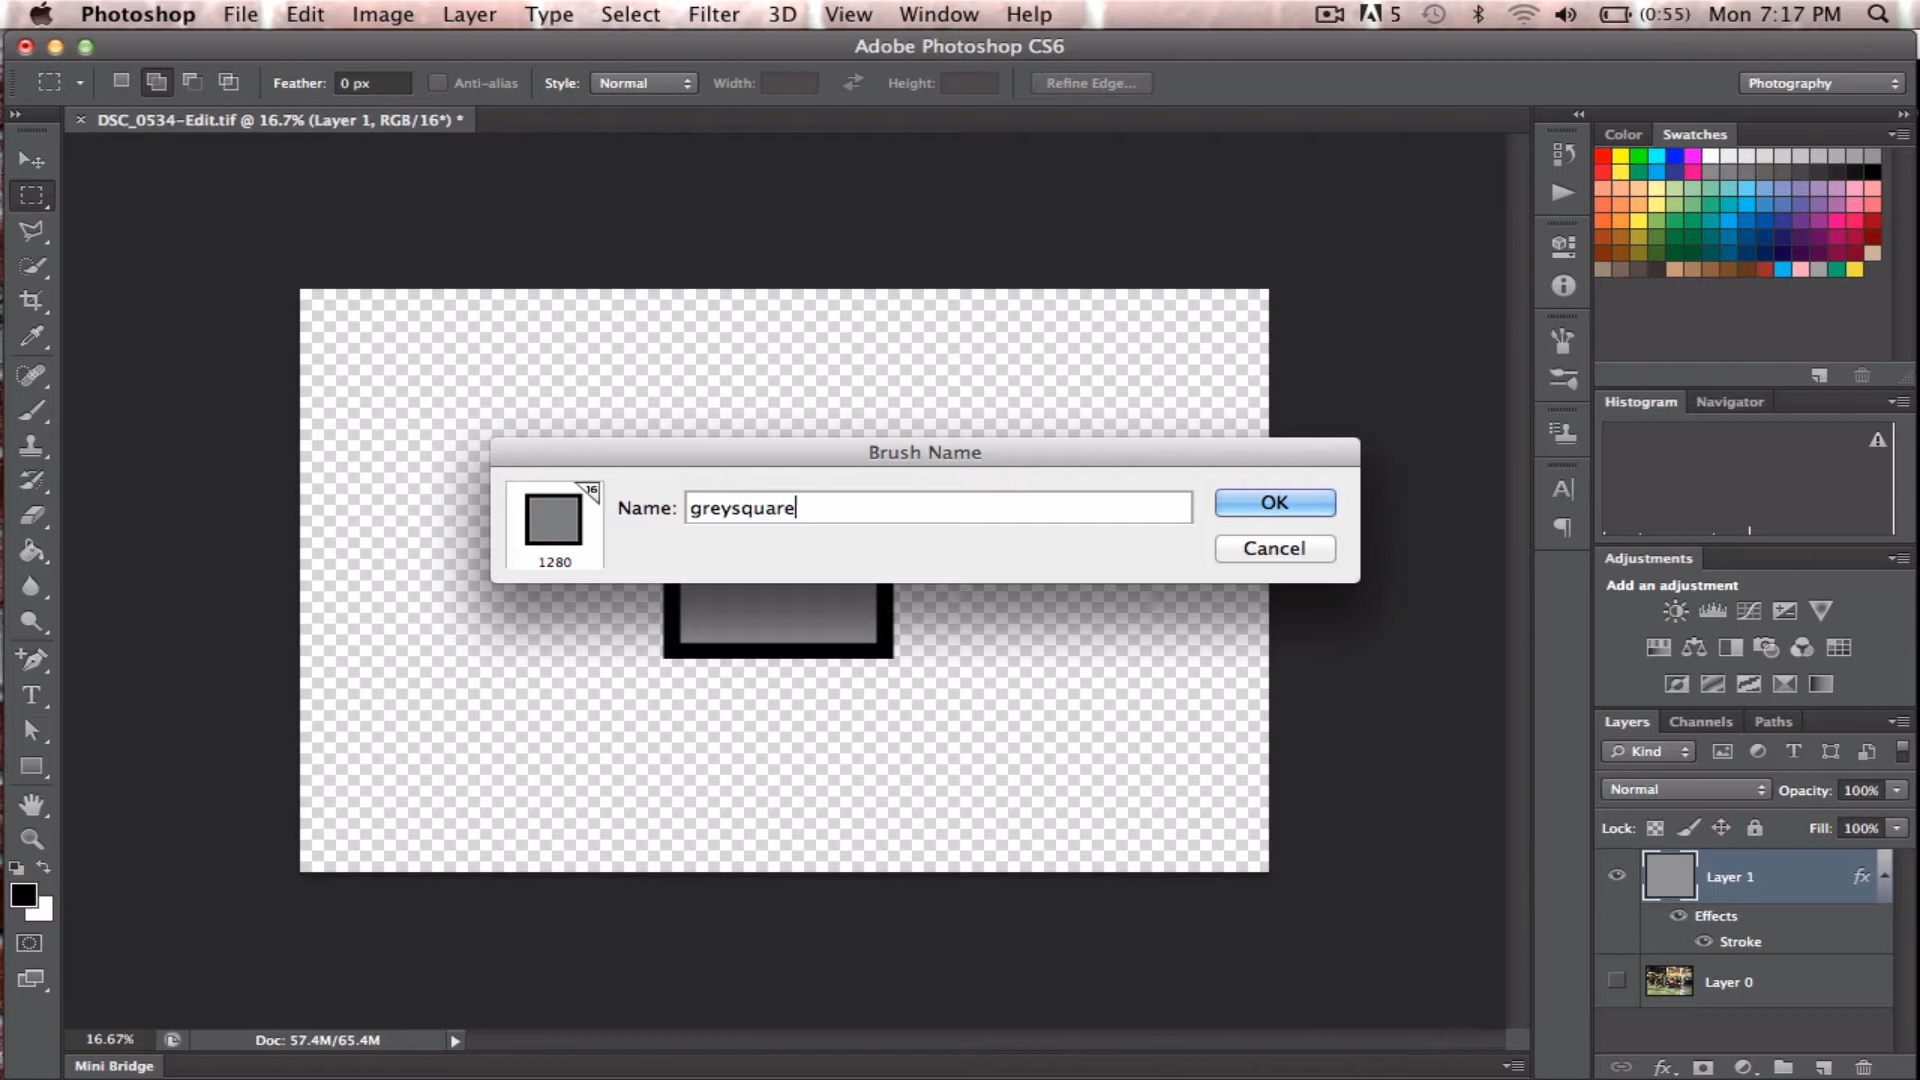 Photoshop File Edit Image Layer Type Select Filter 3D View Window Help 5 (0:55) Mon 7:17 PM
Adobe Photoshop CS6
Feather: 0 px Anti-alias Style: Normal Width: Height: Refine Edge... Photography
DSC_0534-Edit.tif @ 16.7% (Layer 1, RGB/16*) *
Color Swatches
Histogram Navigator
Brush Name
16
Name: greysquare OK
Cancel
1280
Adjustments
Add an adjustment
Layers Channels Paths
Kind
Normal Opacity: 100%
Lock: Fill: 100%
Layer 1 fx
Effects
Stroke
Layer 0
16.67% Doc: 57.4M/65.4M
Mini Bridge
fx